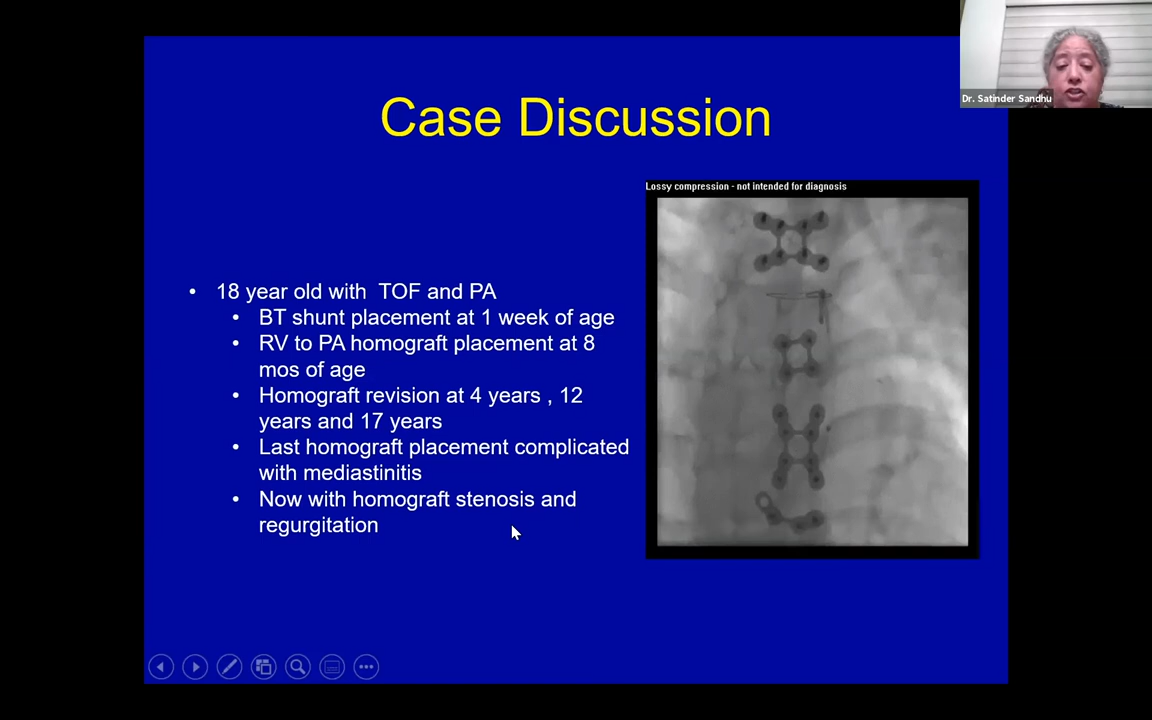 Dr. Satinder Sandhu
Case Discussion
Lossy compression - not intended for diagnosis
• 18 year old with TOF and PA
• BT shunt placement at 1 week of age
• RV to PA homograft placement at 8
mos of age
• Homograft revision at 4 years , 12
years and 17 years
• Last homograft placement complicated
with mediastinitis
• Now with homograft stenosis and
regurgitation